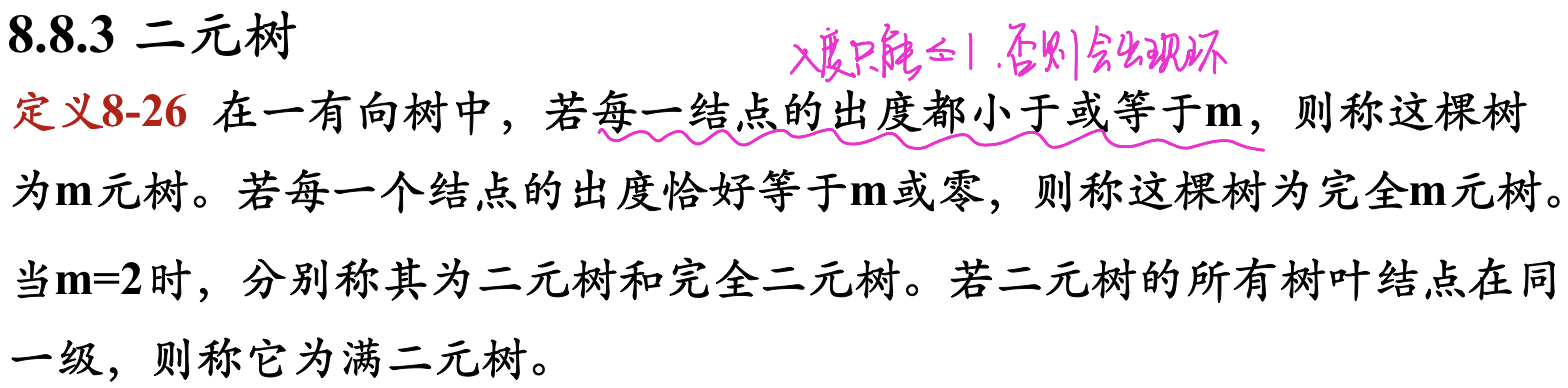 8.8.3 二元树
入度只能≤1.否则会出现环
定义8-26 在一有向树中，若每一结点的出度都小于或等于m，则称这棵树
为m元树。若每一个结点的出度恰好等于m或零，则称这棵树为完全m元树。
当m=2时，分别称其为二元树和完全二元树。若二元树的所有树叶结点在同
一级，则称它为满二元树。